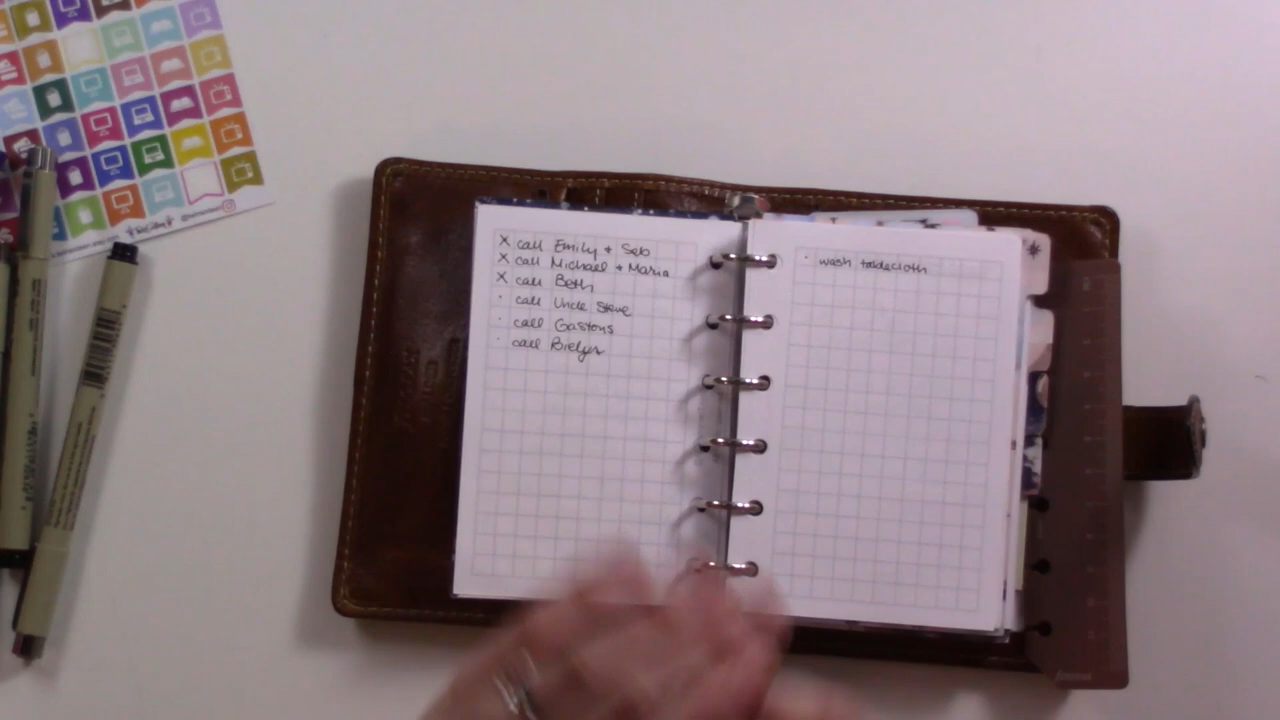 X call Emily + Seb
X call Michael + Maria
X call Beth
· call Uncle Steve
· call Gastons
· call
· wash tablecloth